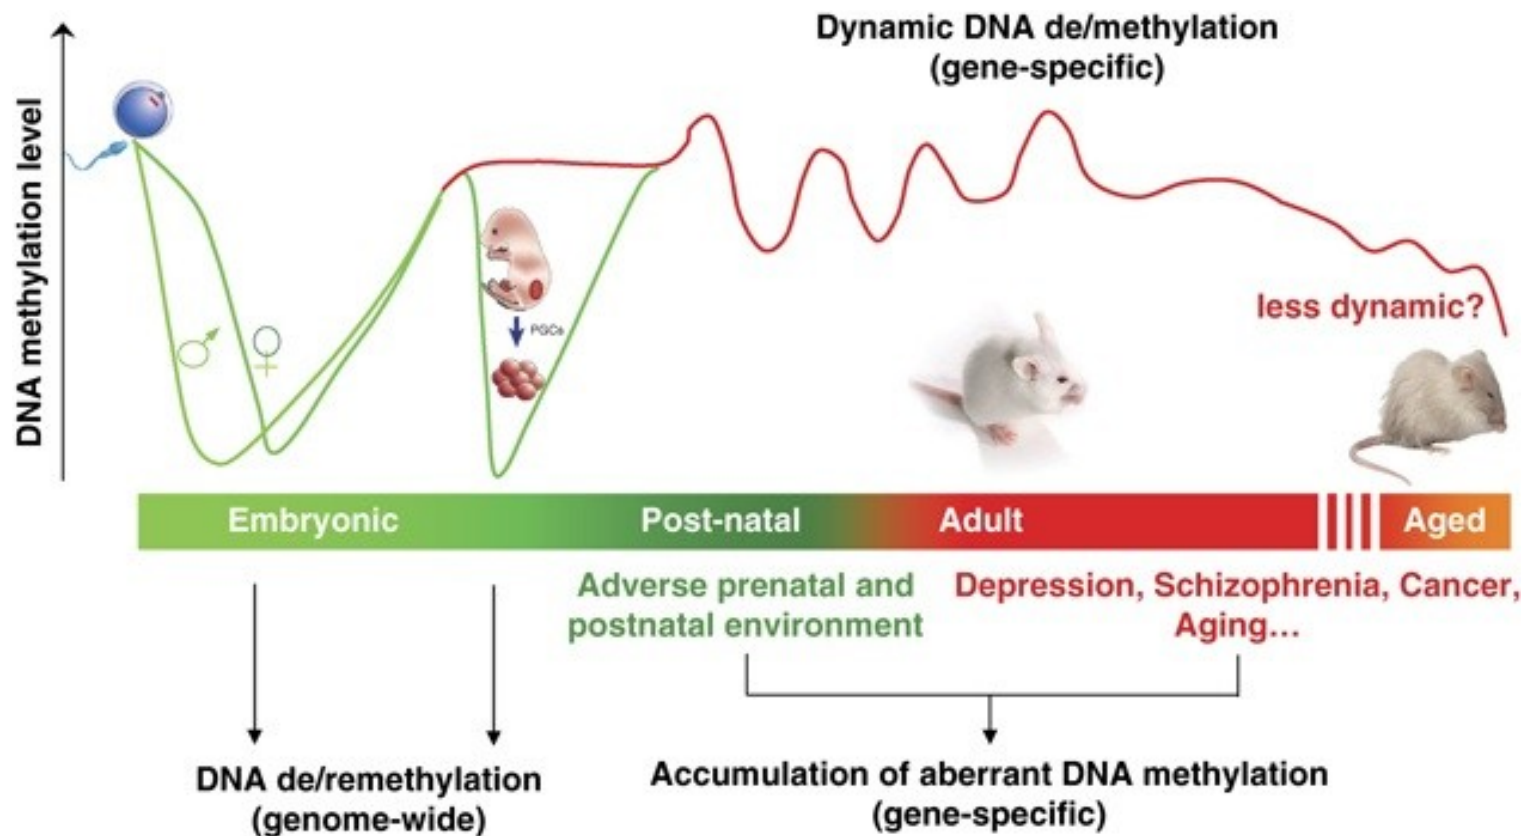 Dynamic DNA de/methylation
(gene-specific)
DNA methylation level
PGCs
less dynamic?
Embryonic
Post-natal
Adult
Aged
Adverse prenatal and
postnatal environment
Depression, Schizophrenia, Cancer,
Aging...
DNA de/remethylation
(genome-wide)
Accumulation of aberrant DNA methylation
(gene-specific)